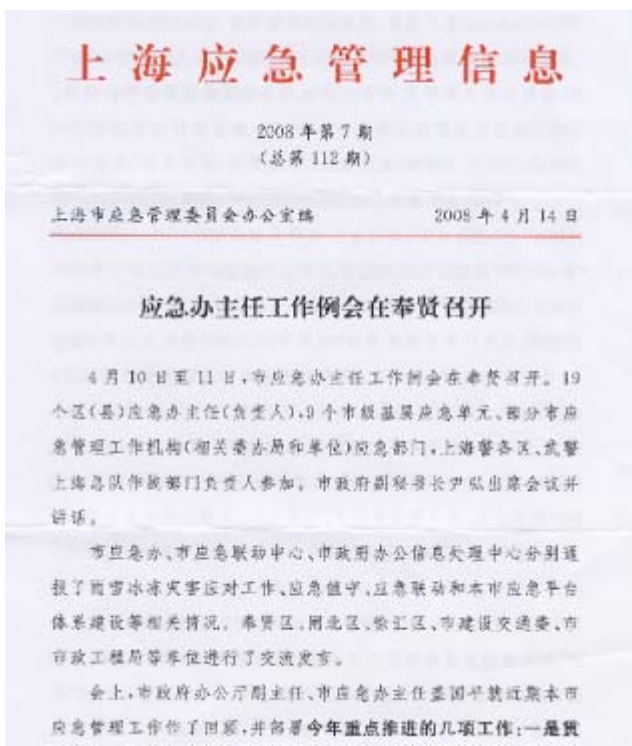 上海应急管理信息
2008年第7期
（总第112期）
上海市应急管理委员会办公室编 2008年4月14日
应急办主任工作例会在奉贤召开
4月10日至11日，市应急办主任工作例会在奉贤召开。19
个区(县)应急办主任(负责人)，9个市级基层应急单元、部分市应
急管理工作机构(相关委办局和单位)应急部门，上海警备区、武警
上海总队作战部门负责人参加。市政府副秘书长尹弘出席会议并
讲话。
市应急办、市应急联动中心、市政府办公信息处理中心分别通
报了雨雪冰冻灾害应对工作、应急值守、应急联动和本市应急平台
体系建设等相关情况。奉贤区、闸北区、徐汇区、市建设交通委、市
市政工程局等单位进行了交流发言。
会上，市政府办公厅副主任、市应急办主任盖国平就近期本市
应急管理工作作了回顾，并部署今年重点推进的几项工作：一是贯